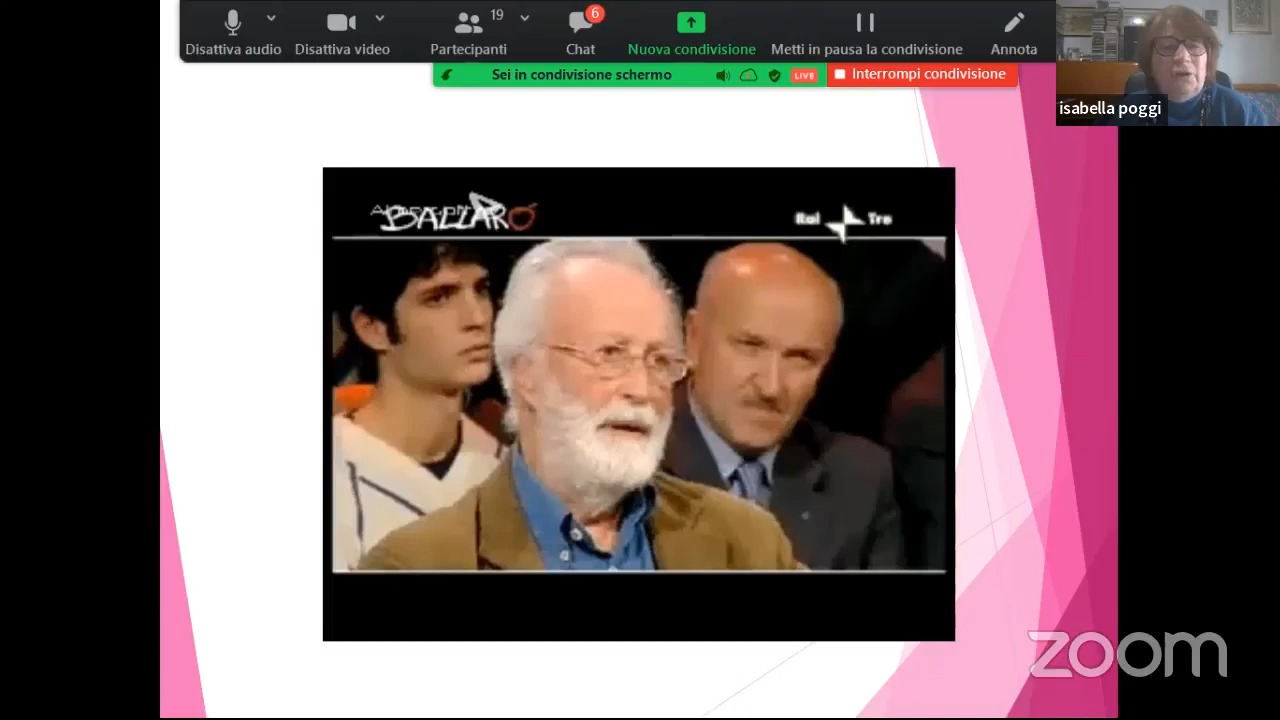 19
6
Disattiva audio
Disattiva video
Partecipanti
Chat
Nuova condivisione
Metti in pausa la condivisione
Annota
Sei in condivisione schermo
LIVE
Interrompi condivisione
isabella poggi
BALLARÓ
Rai Tre
zoom